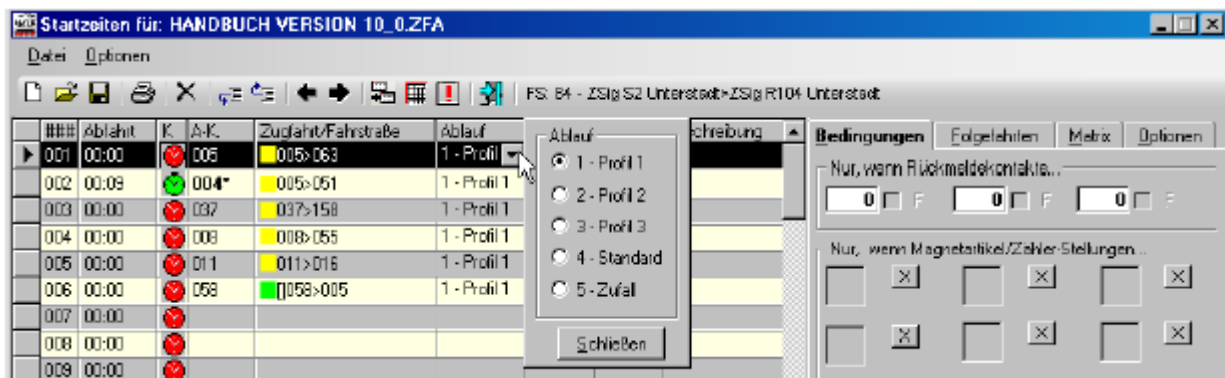 Startzeiten für: HANDBUCH VERSION 10_0.ZFA
Datei Optionen
FS: 84 - ZSig S2 Unterstadt>ZSig R104 Unterstadt
### Abfahrt K. A-K. Zugfahrt/Fahrstraße Ablauf
001 00:00 005 005>063 1 - Profil
002 00:09 004* 005>051 1 - Profil 1
003 00:00 037 037>158 1 - Profil 1
004 00:00 008 008>055 1 - Profil 1
005 00:00 011 011>016 1 - Profil 1
006 00:00 058 []058>005 1 - Profil 1
007 00:00
008 00:00
009 00:00
Ablauf
1 - Profil 1
2 - Profil 2
3 - Profil 3
4 - Standard
5 - Zufall
Schließen
chreibung
Bedingungen Folgefahrten Matrix Optionen
Nur, wenn Rückmeldekontakte...
0 F 0 F 0 F
Nur, wenn Magnetartikel/Zähler-Stellungen...
X X X
X X X